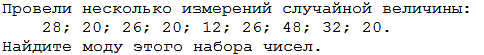 Провели несколько измерений случайной величины:
28; 20; 26; 20; 12; 26; 48; 32; 20.
Найдите моду этого набора чисел.